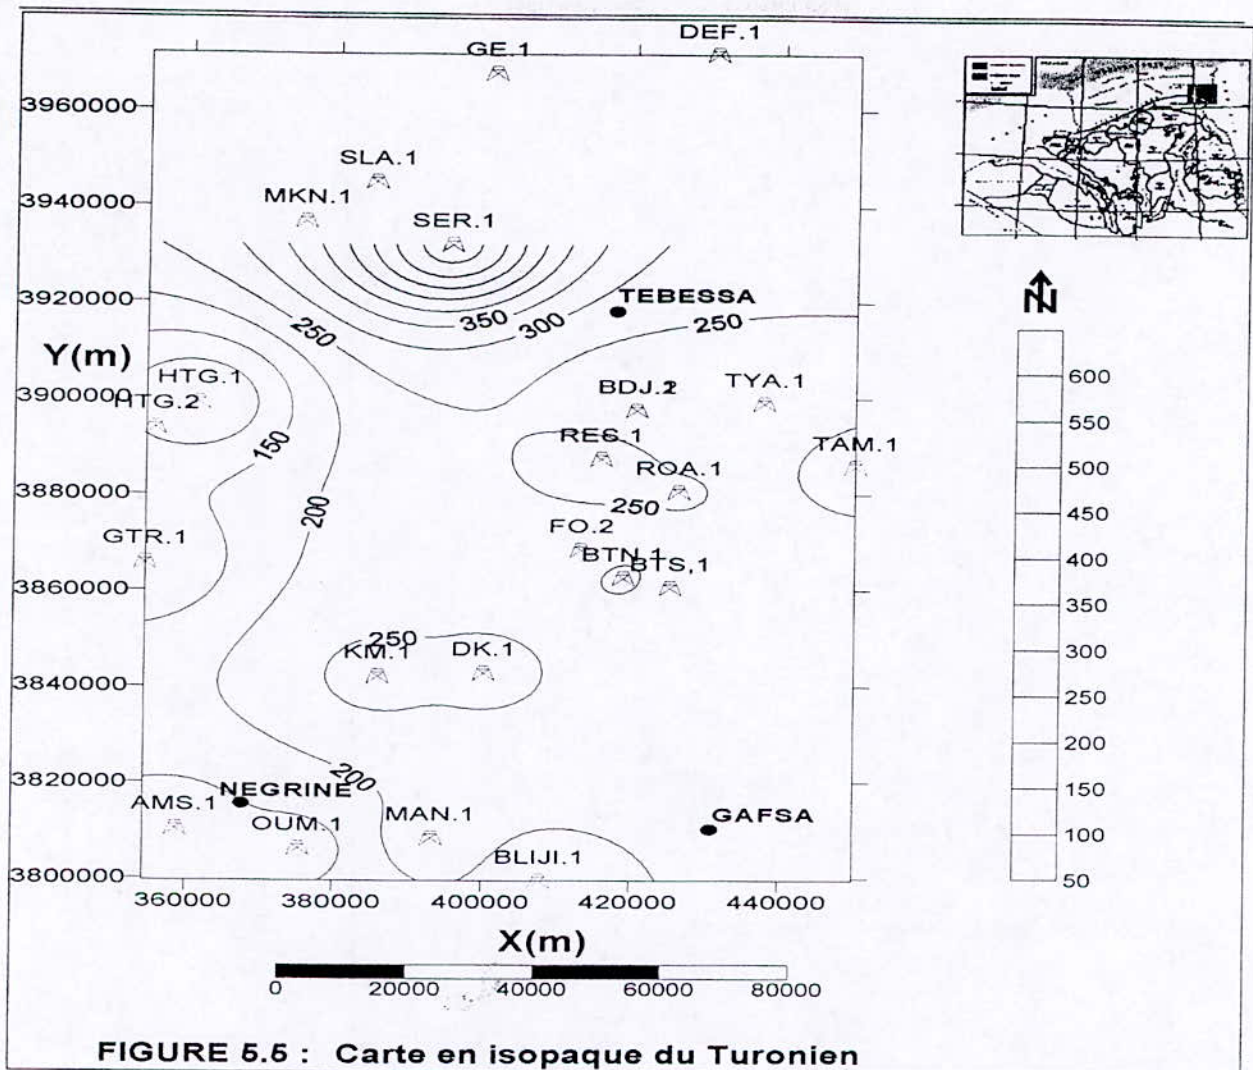 DEF.1
GE.1
3960000
SLA.1
3940000
MKN.1
SER.1
3920000
TEBESSA
250
350
300
250
Y(m)
HTG.1
3900000
HTG.2
BDJ.2
TYA.1
150
RES.1
TAM.1
ROA.1
3880000
200
250
GTR.1
FO.2
BTN.1
BTS,1
3860000
250
KM.1
DK.1
3840000
3820000
200
NEGRINE
AMS.1
OUM.1
MAN.1
GAFSA
BLIJI.1
3800000
360000 380000 400000 420000 440000
X(m)
0 20000 40000 60000 80000
N
600
550
500
450
400
350
300
250
200
150
100
50
FIGURE 5.5 : Carte en isopaque du Turonien